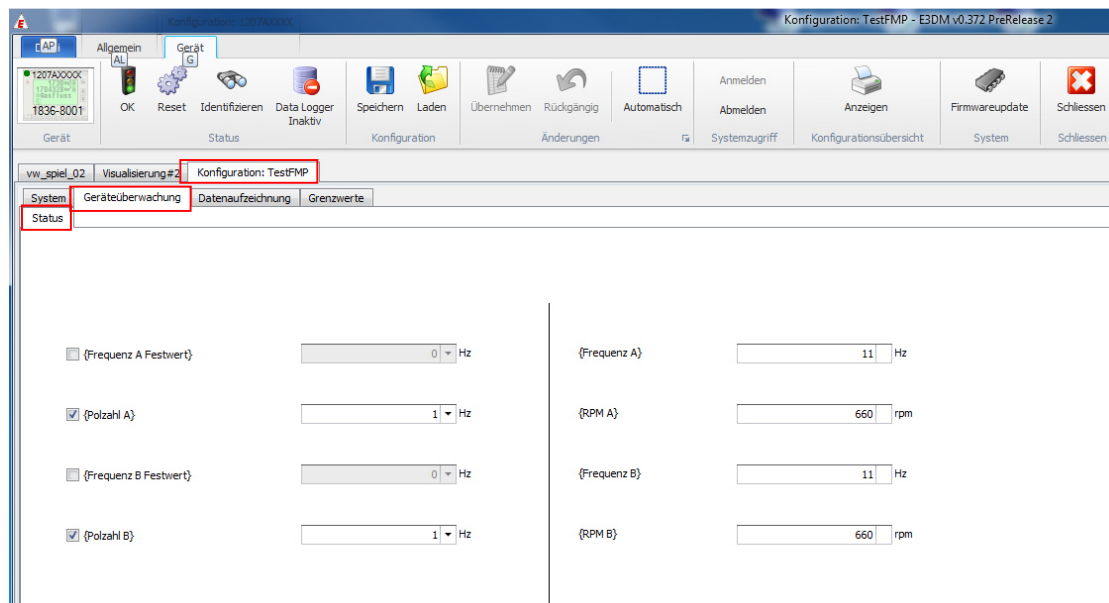 Konfiguration: TestFMP - E3DM v0.372 PreRelease 2
AP Allgemein Gerät
AL G
1207AXXXX
1836-8001
OK Reset Identifizieren Data Logger Inaktiv Speichern Laden Übernehmen Rückgängig Automatisch Anmelden Abmelden Anzeigen Firmwareupdate Schliessen
Gerät Status Konfiguration Änderungen Systemzugriff Konfigurationsübersicht System Schliessen
vw_spiel_02 Visualisierung#2 Konfiguration: TestFMP
System Geräteüberwachung Datenaufzeichnung Grenzwerte
Status
{Frequenz A Festwert} 0 Hz {Frequenz A} 11 Hz
{Polzahl A} 1 Hz {RPM A} 660 rpm
{Frequenz B Festwert} 0 Hz {Frequenz B} 11 Hz
{Polzahl B} 1 Hz {RPM B} 660 rpm